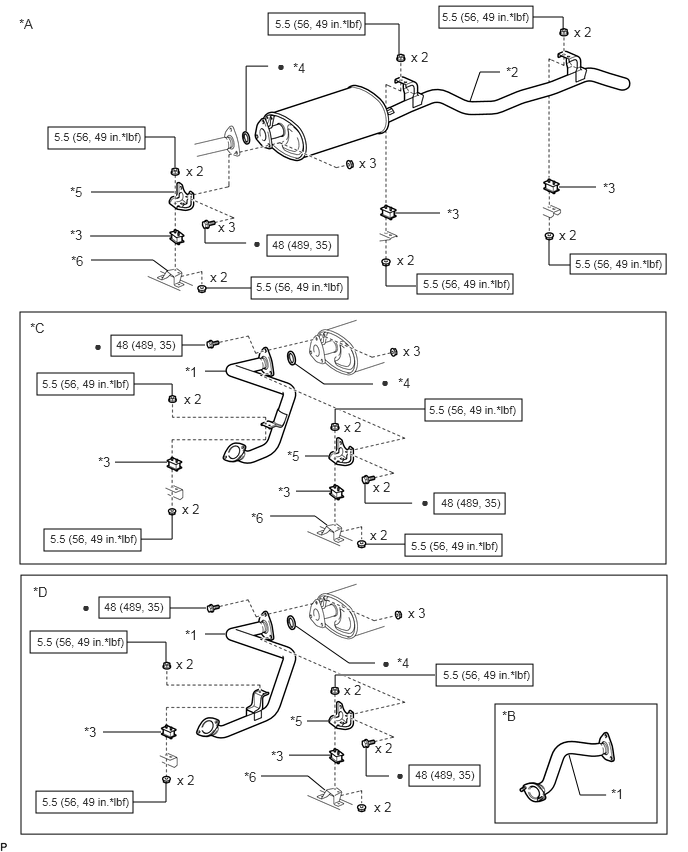 *A
5.5 (56, 49 in.*lbf)
5.5 (56, 49 in.*lbf)
x 2
x 2
*4
*2
5.5 (56, 49 in.*lbf)
x 2
x 3
*5
*3
*3
x 3
*3
48 (489, 35)
x 2
*6
x 2
x 2
5.5 (56, 49 in.*lbf)
5.5 (56, 49 in.*lbf)
5.5 (56, 49 in.*lbf)
*C
48 (489, 35)
x 3
*1
*4
5.5 (56, 49 in.*lbf)
x 2
5.5 (56, 49 in.*lbf)
x 2
*5
*3
x 2
*3
48 (489, 35)
x 2
*6
x 2
5.5 (56, 49 in.*lbf)
5.5 (56, 49 in.*lbf)
*D
48 (489, 35)
x 3
*1
5.5 (56, 49 in.*lbf)
*4
x 2
5.5 (56, 49 in.*lbf)
x 2
*B
*5
*3
x 2
*3
48 (489, 35)
*6
x 2
*1
5.5 (56, 49 in.*lbf)
x 2
P